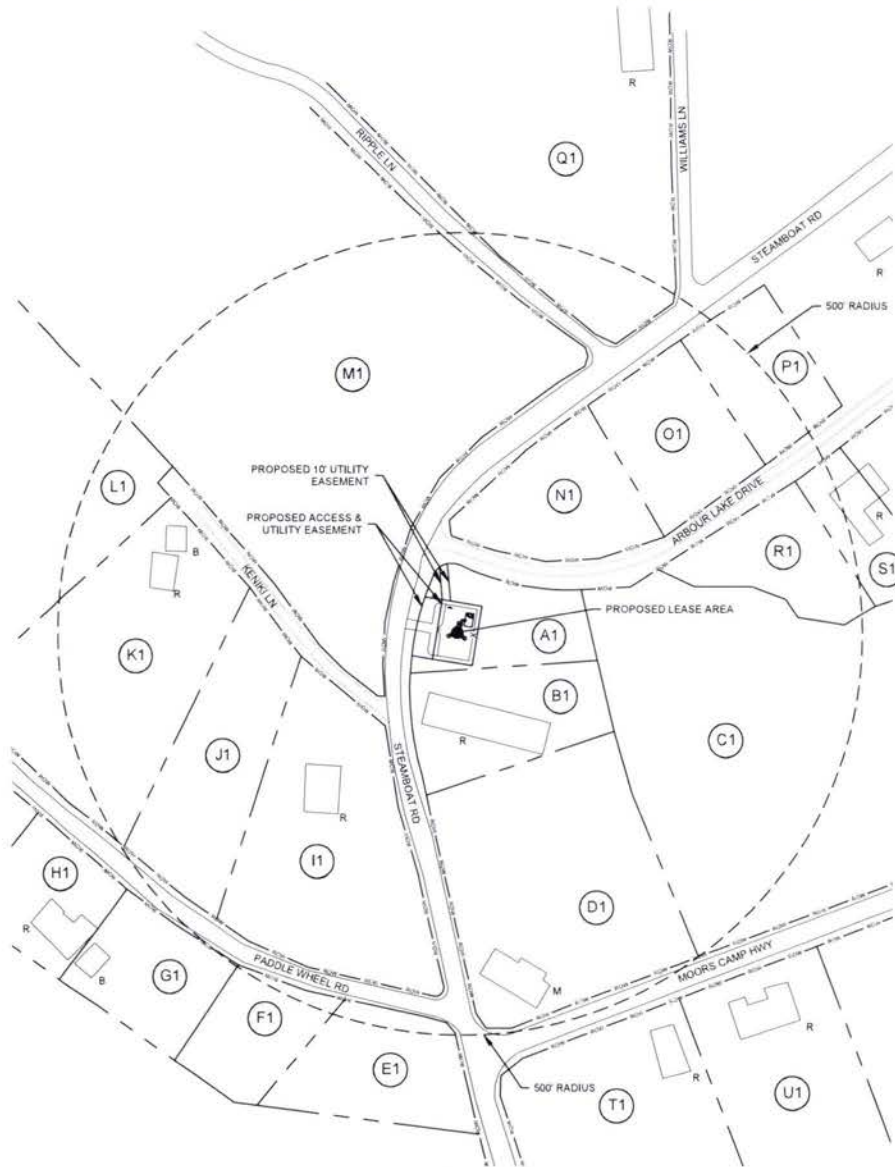 R
Q1
WILLIAMS LN
RIPPLE LN
STEAMBOAT RD
R
500' RADIUS
P1
M1
O1
PROPOSED 10' UTILITY
EASEMENT
L1
N1
ARBOUR LAKE DRIVE
R
PROPOSED ACCESS &
UTILITY EASEMENT
B
R1
S1
KENIKI LN
R
PROPOSED LEASE AREA
A1
K1
B1
R
C1
J1
STEAMBOAT RD
R
I1
H1
D1
R
PADDLE WHEEL RD
MOORS CAMP HWY
B
G1
M
F1
R
E1
500' RADIUS
R
T1
U1